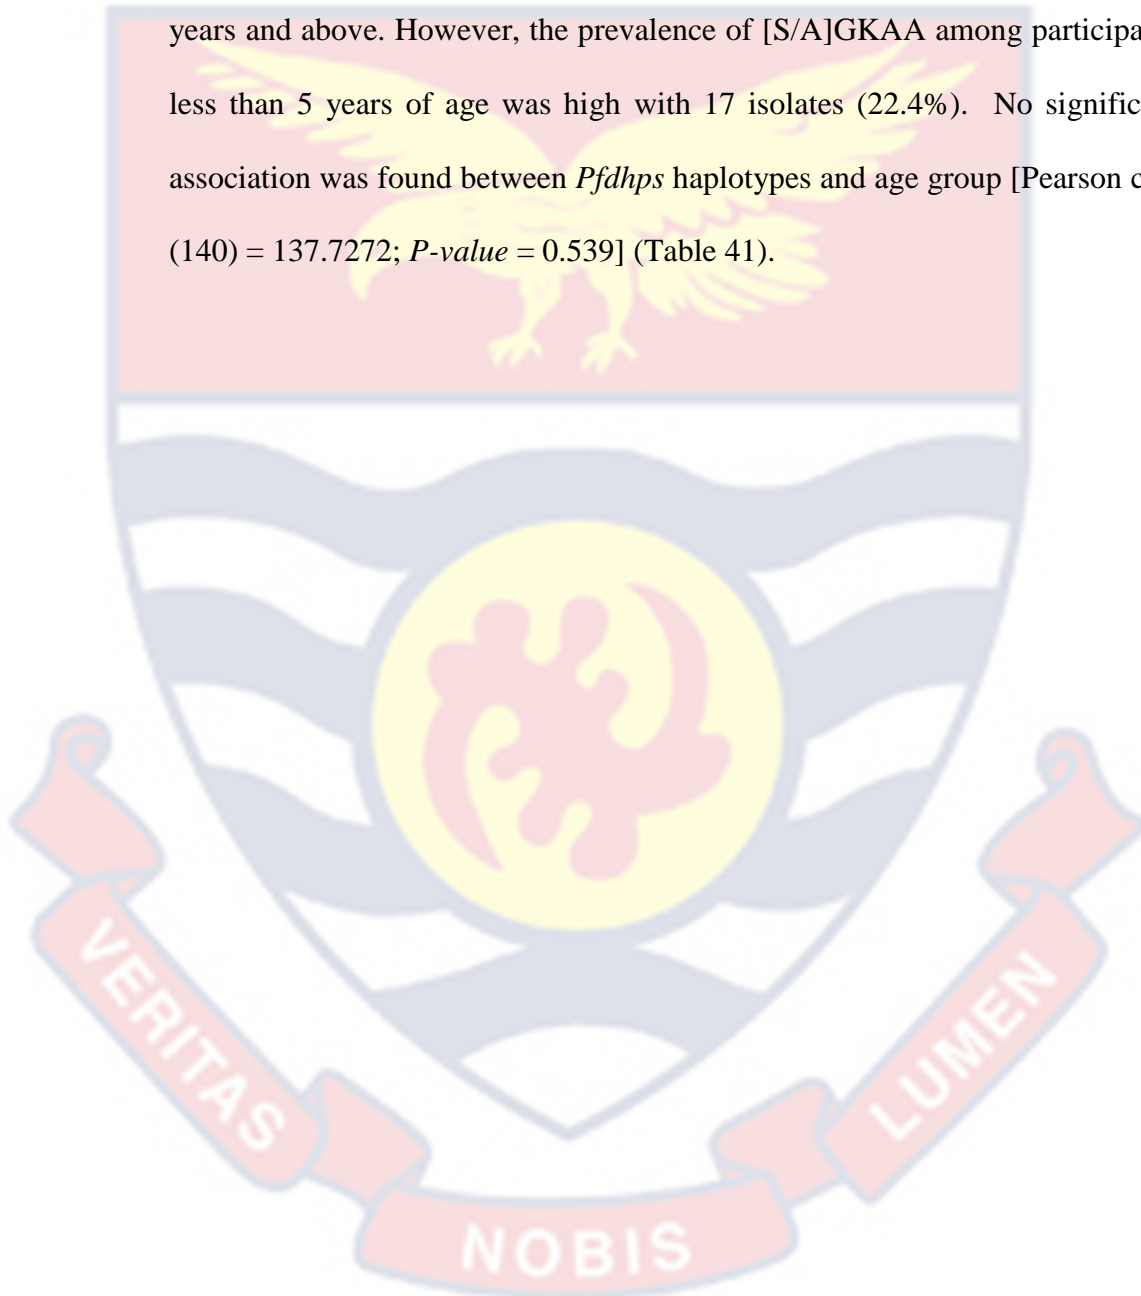 years and above. However, the prevalence of [S/A]GKAA among participa
less than 5 years of age was high with 17 isolates (22.4%). No signific
association was found between Pfdhps haplotypes and age group [Pearson c
(140) = 137.7272; P-value = 0.539] (Table 41).
VERITAS
NOBIS
LUMEN